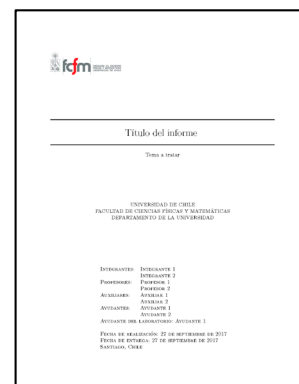 fcfm
Título del informe
Tema a tratar
UNIVERSIDAD DE CHILE
FACULTAD DE CIENCIAS FÍSICAS Y MATEMÁTICAS
DEPARTAMENTO DE LA UNIVERSIDAD
Integrantes: Integrante 1
Integrante 2
Profesores: Profesor 1
Profesor 2
Auxiliares: Auxiliar 1
Auxiliar 2
Ayudantes: Ayudante 1
Ayudante 2
Ayudante del laboratorio: Ayudante 1
Fecha de realización: 27 de septiembre de 2017
Fecha de entrega: 27 de septiembre de 2017
Santiago, Chile